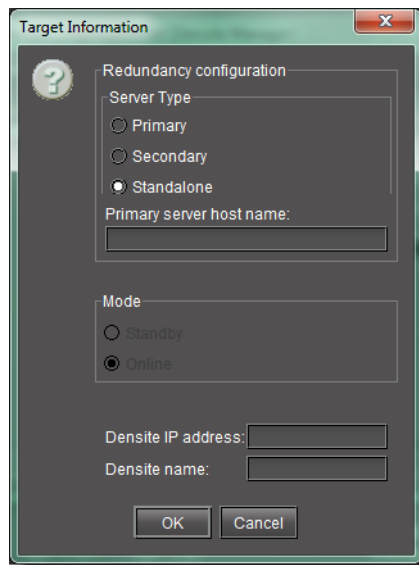 Target Information
Redundancy configuration
Server Type
Primary
Secondary
Standalone
Primary server host name:
Mode
Standby
Online
Densite IP address:
Densite name:
OK Cancel